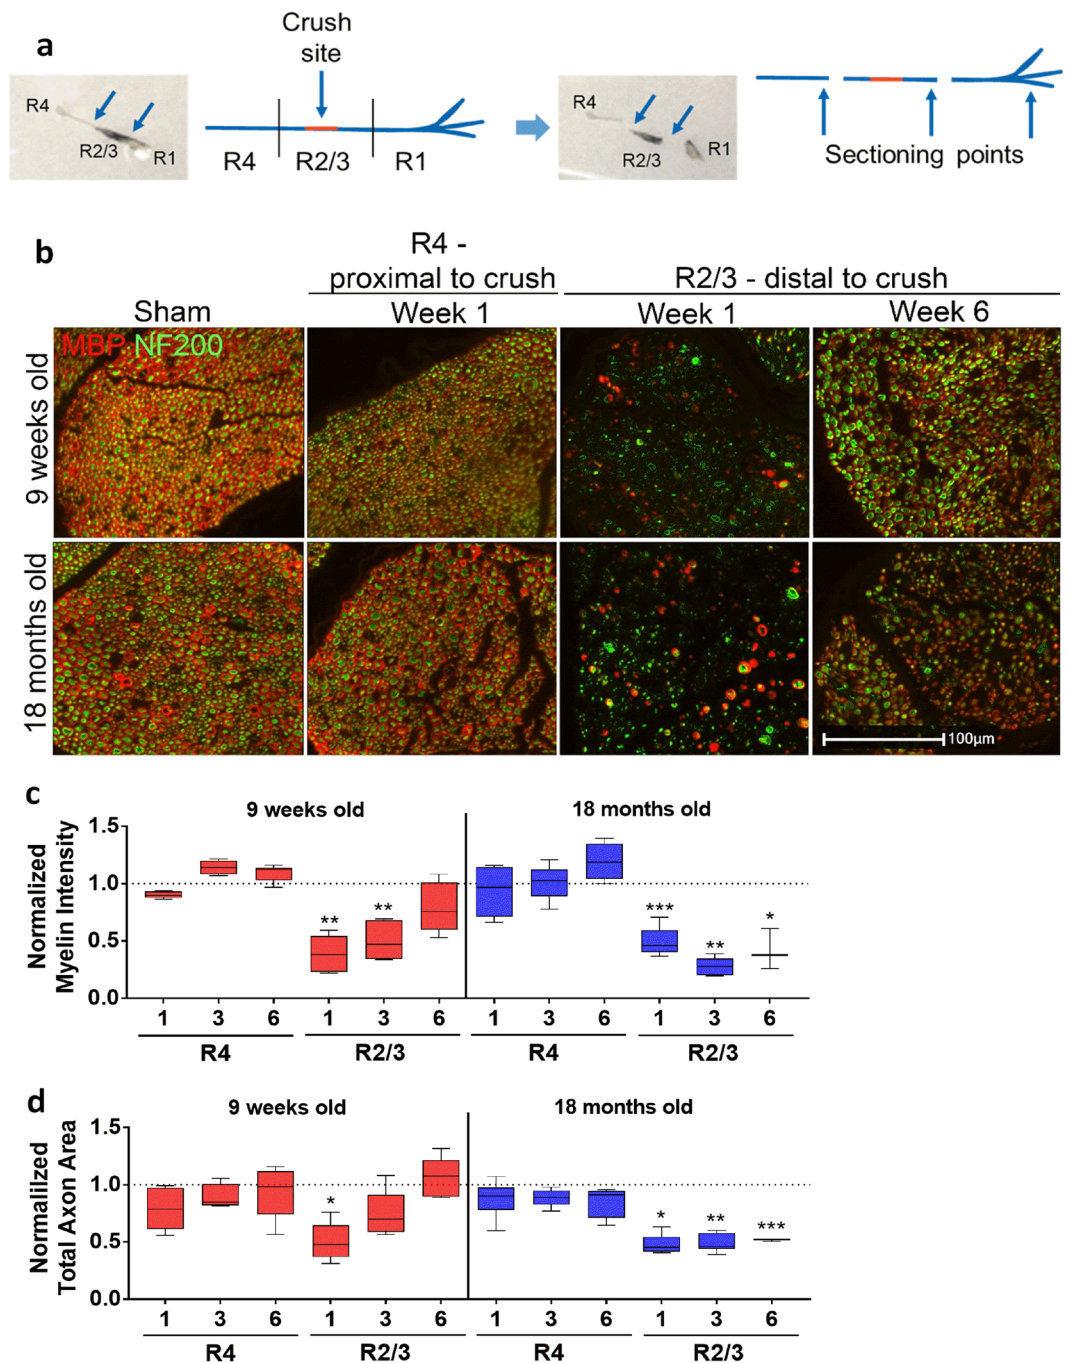 a
Crush
site
R4
R2/3
R1
R4
R2/3
R1
R4
R2/3
R1
Sectioning points
b
R4 -
proximal to crush
R2/3 - distal to crush
Sham
Week 1
Week 1
Week 6
MBP NF200
9 weeks old
18 months old
100µm
c
9 weeks old
18 months old
Normalized
Myelin Intensity
1.5
1.0
0.5
0.0
**
**
***
**
*
1 3 6 1 3 6 1 3 6 1 3 6
R4 R2/3 R4 R2/3
d
9 weeks old
18 months old
Normalilzed
Total Axon Area
1.5
1.0
0.5
0.0
*
*
**
***
1 3 6 1 3 6 1 3 6 1 3 6
R4 R2/3 R4 R2/3